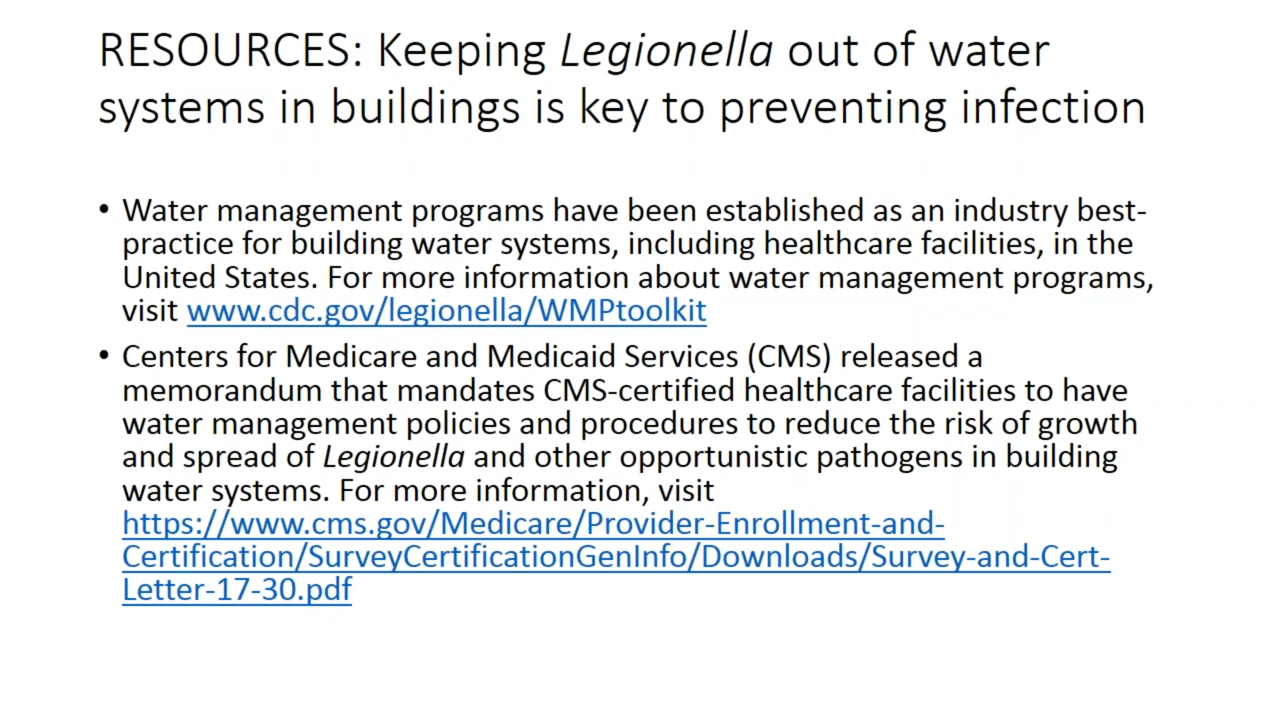 RESOURCES: Keeping Legionella out of water
systems in buildings is key to preventing infection
• Water management programs have been established as an industry best-
practice for building water systems, including healthcare facilities, in the
United States. For more information about water management programs,
visit www.cdc.gov/legionella/WMPtoolkit
• Centers for Medicare and Medicaid Services (CMS) released a
memorandum that mandates CMS-certified healthcare facilities to have
water management policies and procedures to reduce the risk of growth
and spread of Legionella and other opportunistic pathogens in building
water systems. For more information, visit
https://www.cms.gov/Medicare/Provider-Enrollment-and-
Certification/SurveyCertificationGenInfo/Downloads/Survey-and-Cert-
Letter-17-30.pdf